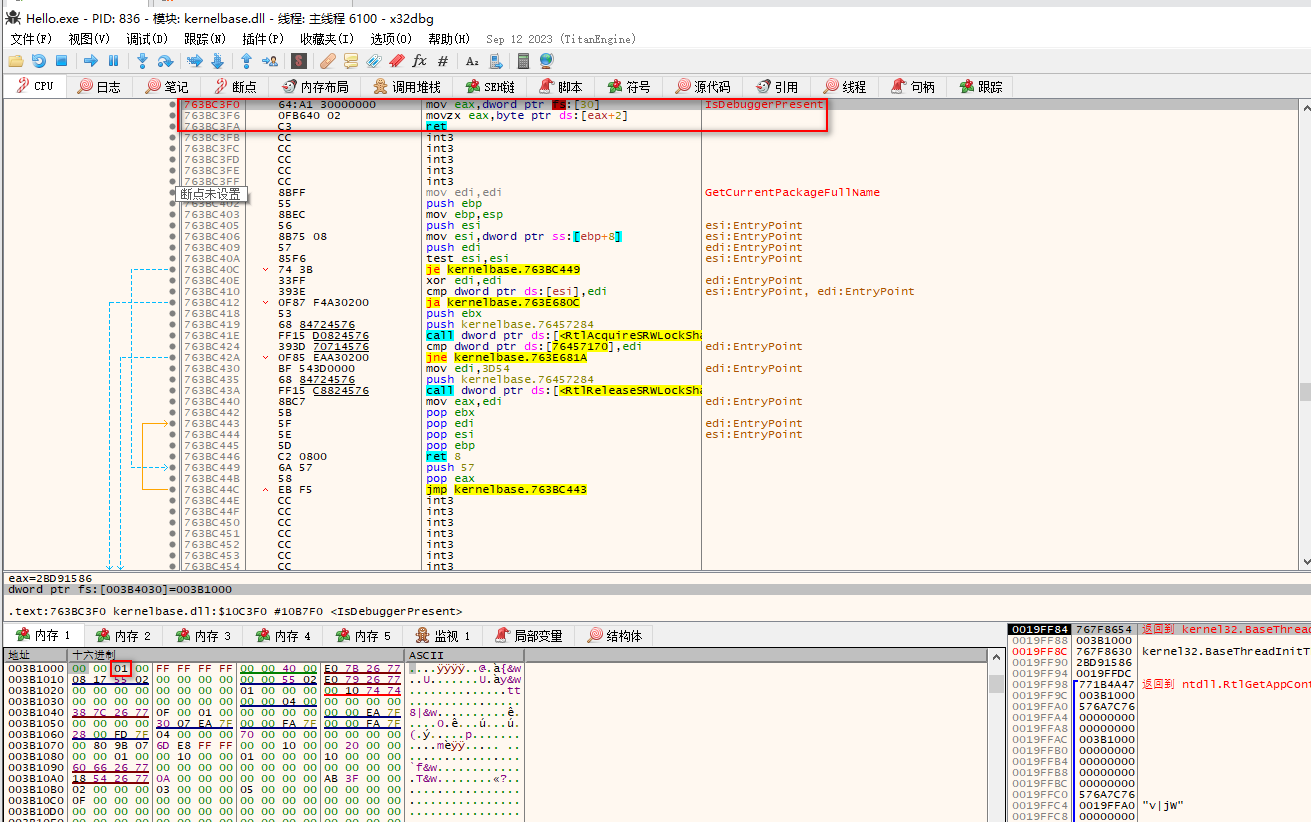 Hello.exe - PID: 836 - 模块: kernelbase.dll - 线程: 主线程 6100 - x32dbg
文件(F) 视图(V) 调试(D) 跟踪(N) 插件(P) 收藏夹(I) 选项(O) 帮助(H) Sep 12 2023 (TitanEngine)
CPU 日志 笔记 断点 内存布局 调用堆栈 SEH链 脚本 符号 源代码 引用 线程 句柄 跟踪
763BC3F0 64:A1 30000000 mov eax,dword ptr fs:[30] IsDebuggerPresent
763BC3F6 0FB640 02 movzx eax,byte ptr ds:[eax+2]
763BC3FA C3 ret
763BC3FB CC int3
763BC3FC CC int3
763BC3FD CC int3
763BC3FE CC int3
763BC3FF CC int3
断点未设置 8BFF mov edi,edi GetCurrentPackageFullName
763BC402 55 push ebp
763BC403 8BEC mov ebp,esp
763BC405 56 push esi esi:EntryPoint
763BC406 8B75 08 mov esi,dword ptr ss:[ebp+8] esi:EntryPoint
763BC409 57 push edi edi:EntryPoint
763BC40A 85F6 test esi,esi esi:EntryPoint
763BC40C 74 3B je kernelbase.763BC449
763BC40E 33FF xor edi,edi edi:EntryPoint
763BC410 393E cmp dword ptr ds:[esi],edi esi:EntryPoint, edi:EntryPoint
763BC412 0F87 F4A30200 ja kernelbase.763E680C
763BC418 53 push ebx
763BC419 68 84724576 push kernelbase.76457284
763BC41E FF15 D0824576 call dword ptr ds:[<RtlAcquireSRWLockSha
763BC424 393D 70714576 cmp dword ptr ds:[76457170],edi edi:EntryPoint
763BC42A 0F85 EAA30200 jne kernelbase.763E681A
763BC430 BF 543D0000 mov edi,3D54 edi:EntryPoint
763BC435 68 84724576 push kernelbase.76457284
763BC43A FF15 C8824576 call dword ptr ds:[<RtlReleaseSRWLockSha
763BC440 8BC7 mov eax,edi edi:EntryPoint
763BC442 5B pop ebx
763BC443 5F pop edi edi:EntryPoint
763BC444 5E pop esi esi:EntryPoint
763BC445 5D pop ebp
763BC446 C2 0800 ret 8
763BC449 6A 57 push 57
763BC44B 58 pop eax
763BC44C EB F5 jmp kernelbase.763BC443
763BC44E CC int3
763BC44F CC int3
763BC450 CC int3
763BC451 CC int3
763BC452 CC int3
763BC453 CC int3
763BC454 CC int3
eax=2BD91586
dword ptr fs:[003B4030]=003B1000
.text:763BC3F0 kernelbase.dll:$10C3F0 #10B7F0 <IsDebuggerPresent>
内存 1 内存 2 内存 3 内存 4 内存 5 监视 1 局部变量 结构体
地址 十六进制 ASCII
003B1000 00 00 01 00 FF FF FF FF 00 00 40 00 E0 7B 26 77 ....ÿÿÿÿ..@.à{&w
003B1010 08 17 55 02 00 00 00 00 00 00 55 02 E0 79 26 77 ..U.......U.ày&w
003B1020 00 00 00 00 00 00 00 00 01 00 00 00 00 10 74 74 ..............tt
003B1030 00 00 00 00 00 00 00 00 00 00 04 00 00 00 00 00 ................
003B1040 38 7C 26 77 0F 00 01 00 00 00 00 00 00 00 EA 7F 8|&w..........ê.
003B1050 00 00 00 00 30 07 EA 7F 00 00 FA 7F 00 00 FA 7F ....0.ê...ú...ú.
003B1060 28 00 FD 7F 04 00 00 00 70 00 00 00 00 00 00 00 (.ý.....p.......
003B1070 00 80 9B 07 6D E8 FF FF 00 00 10 00 00 20 00 00 ....mèÿÿ..... ..
003B1080 00 00 01 00 00 10 00 00 01 00 00 00 10 00 00 00 ................
003B1090 60 66 26 77 00 00 00 00 00 00 00 00 00 00 00 00 `f&w............
003B10A0 18 54 26 77 0A 00 00 00 00 00 00 00 AB 3F 00 00 .T&w........«?..
003B10B0 02 00 00 00 03 00 00 00 05 00 00 00 00 00 00 00 ................
003B10C0 0F 00 00 00 00 00 00 00 00 00 00 00 00 00 00 00 ................
003B10D0 00 00 00 00 00 00 00 00 00 00 00 00 00 00 00 00 ................
0019FF84 767F8654 返回到 kernel32.BaseThread
0019FF88 003B1000
0019FF8C 767F8630 kernel32.BaseThreadInitT
0019FF90 2BD91586
0019FF94 0019FFDC
0019FF98 771B4A47 返回到 ntdll.RtlGetAppCont
0019FF9C 003B1000
0019FFA0 576A7C76
0019FFA4 00000000
0019FFA8 00000000
0019FFAC 003B1000
0019FFB0 00000000
0019FFB4 00000000
0019FFB8 00000000
0019FFBC 00000000
0019FFC0 576A7C76
0019FFC4 0019FFA0 "v|jW"
0019FFC8 00000000